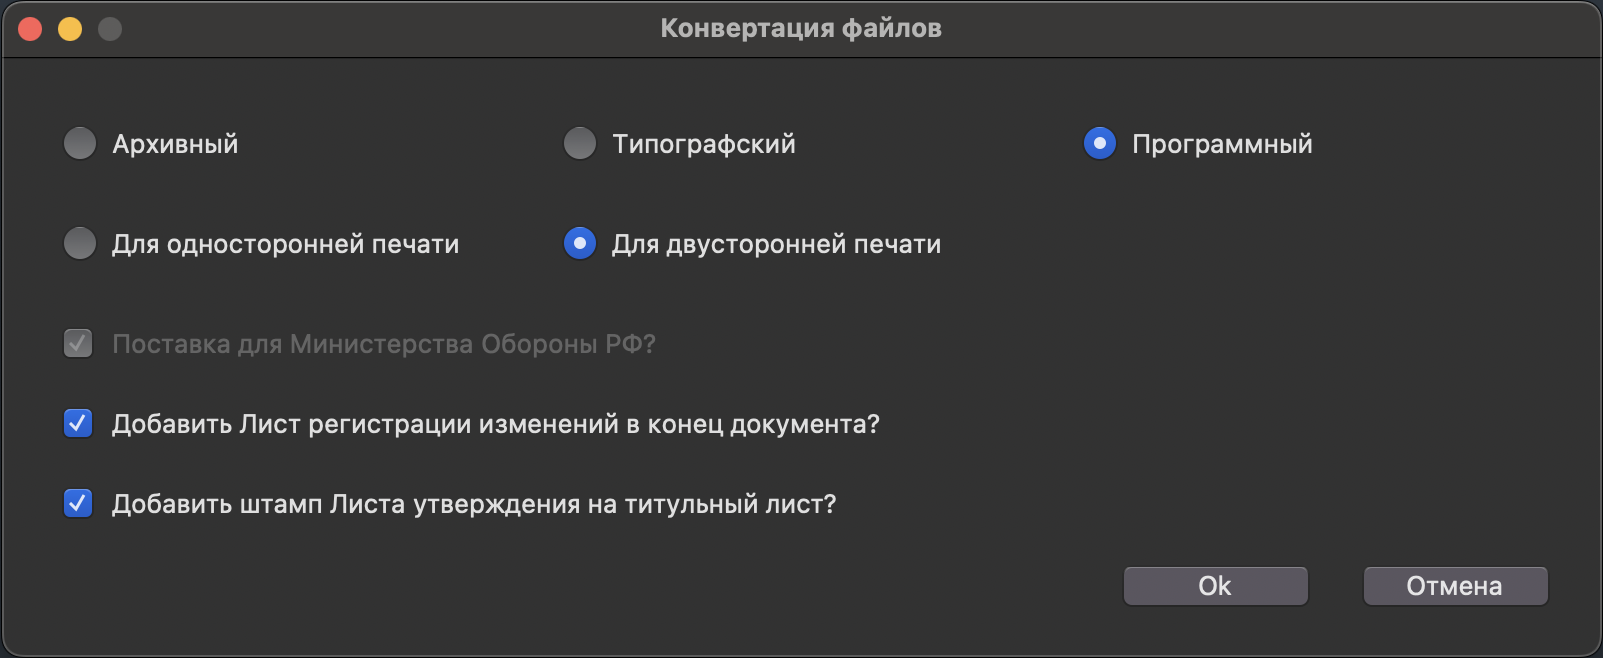 Конвертация файлов
Архивный Типографский Программный
Для односторонней печати Для двусторонней печати
Поставка для Министерства Обороны РФ?
Добавить Лист регистрации изменений в конец документа?
Добавить штамп Листа утверждения на титульный лист?
Ok Отмена